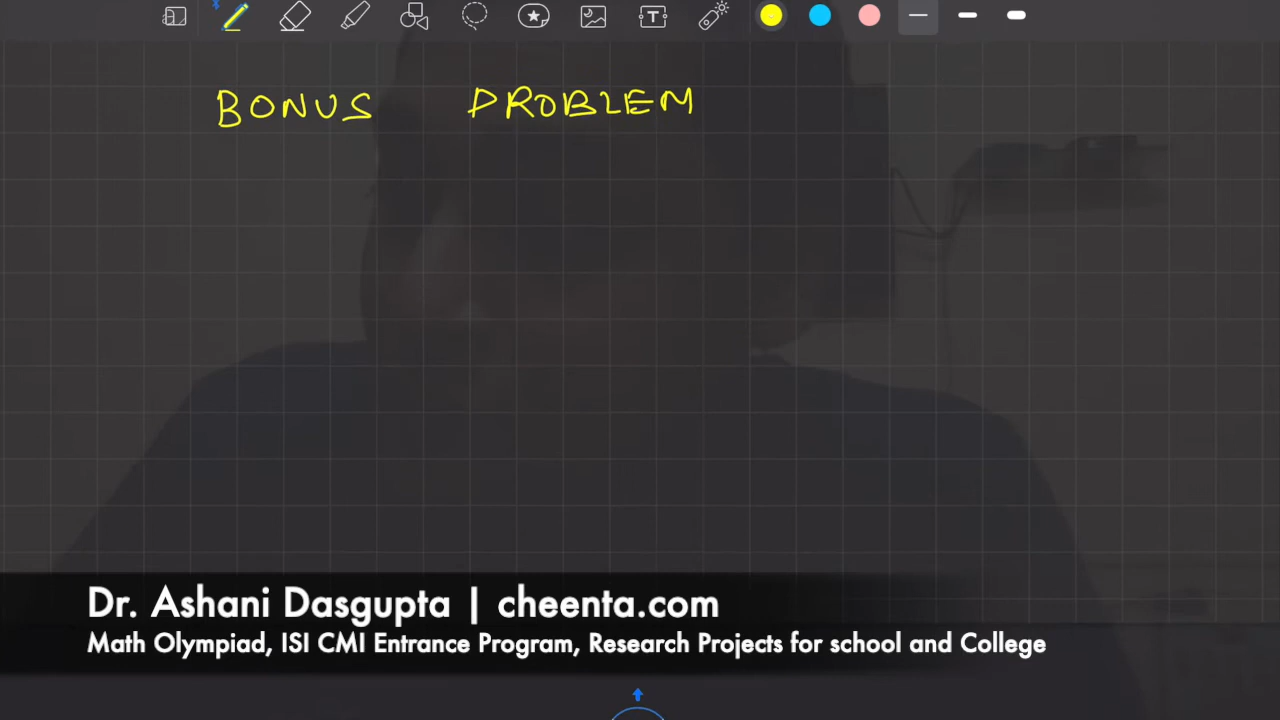 BONUS PROBLEM
Dr. Ashani Dasgupta | cheenta.com
Math Olympiad, ISI CMI Entrance Program, Research Projects for school and College